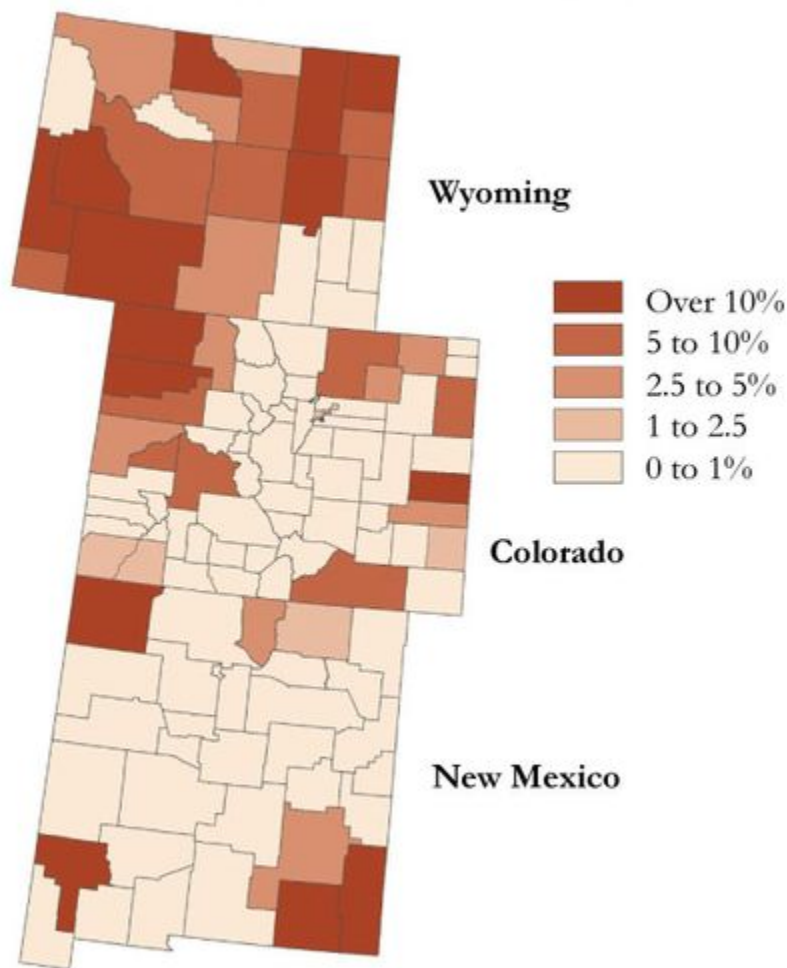 Wyoming
Over 10%
5 to 10%
2.5 to 5%
1 to 2.5
0 to 1%
Colorado
New Mexico